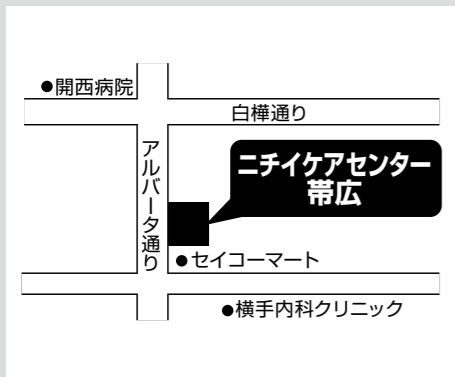 ●開西病院
白樺通り
アルバータ通り
ニチイケアセンター
帯広
●セイコーマート
●横手内科クリニック